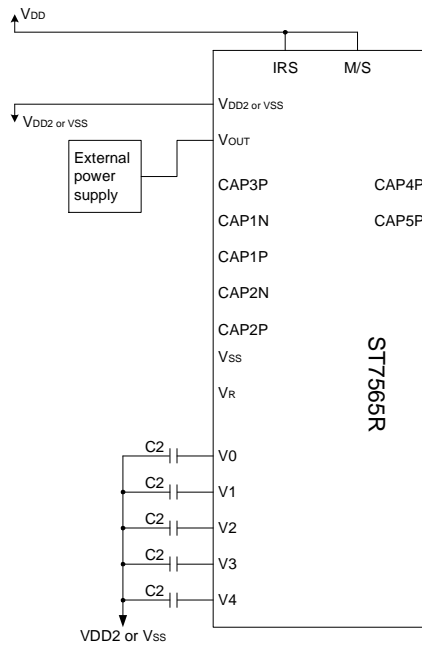 VDD
IRS M/S
VDD2 or VSS
VDD2 or VSS
VOUT
External
power
supply
CAP3P CAP4P
CAP1N CAP5P
CAP1P
CAP2N
CAP2P
VSS
VR
ST7565R
C2 V0
C2 V1
C2 V2
C2 V3
C2 V4
VDD2 or Vss